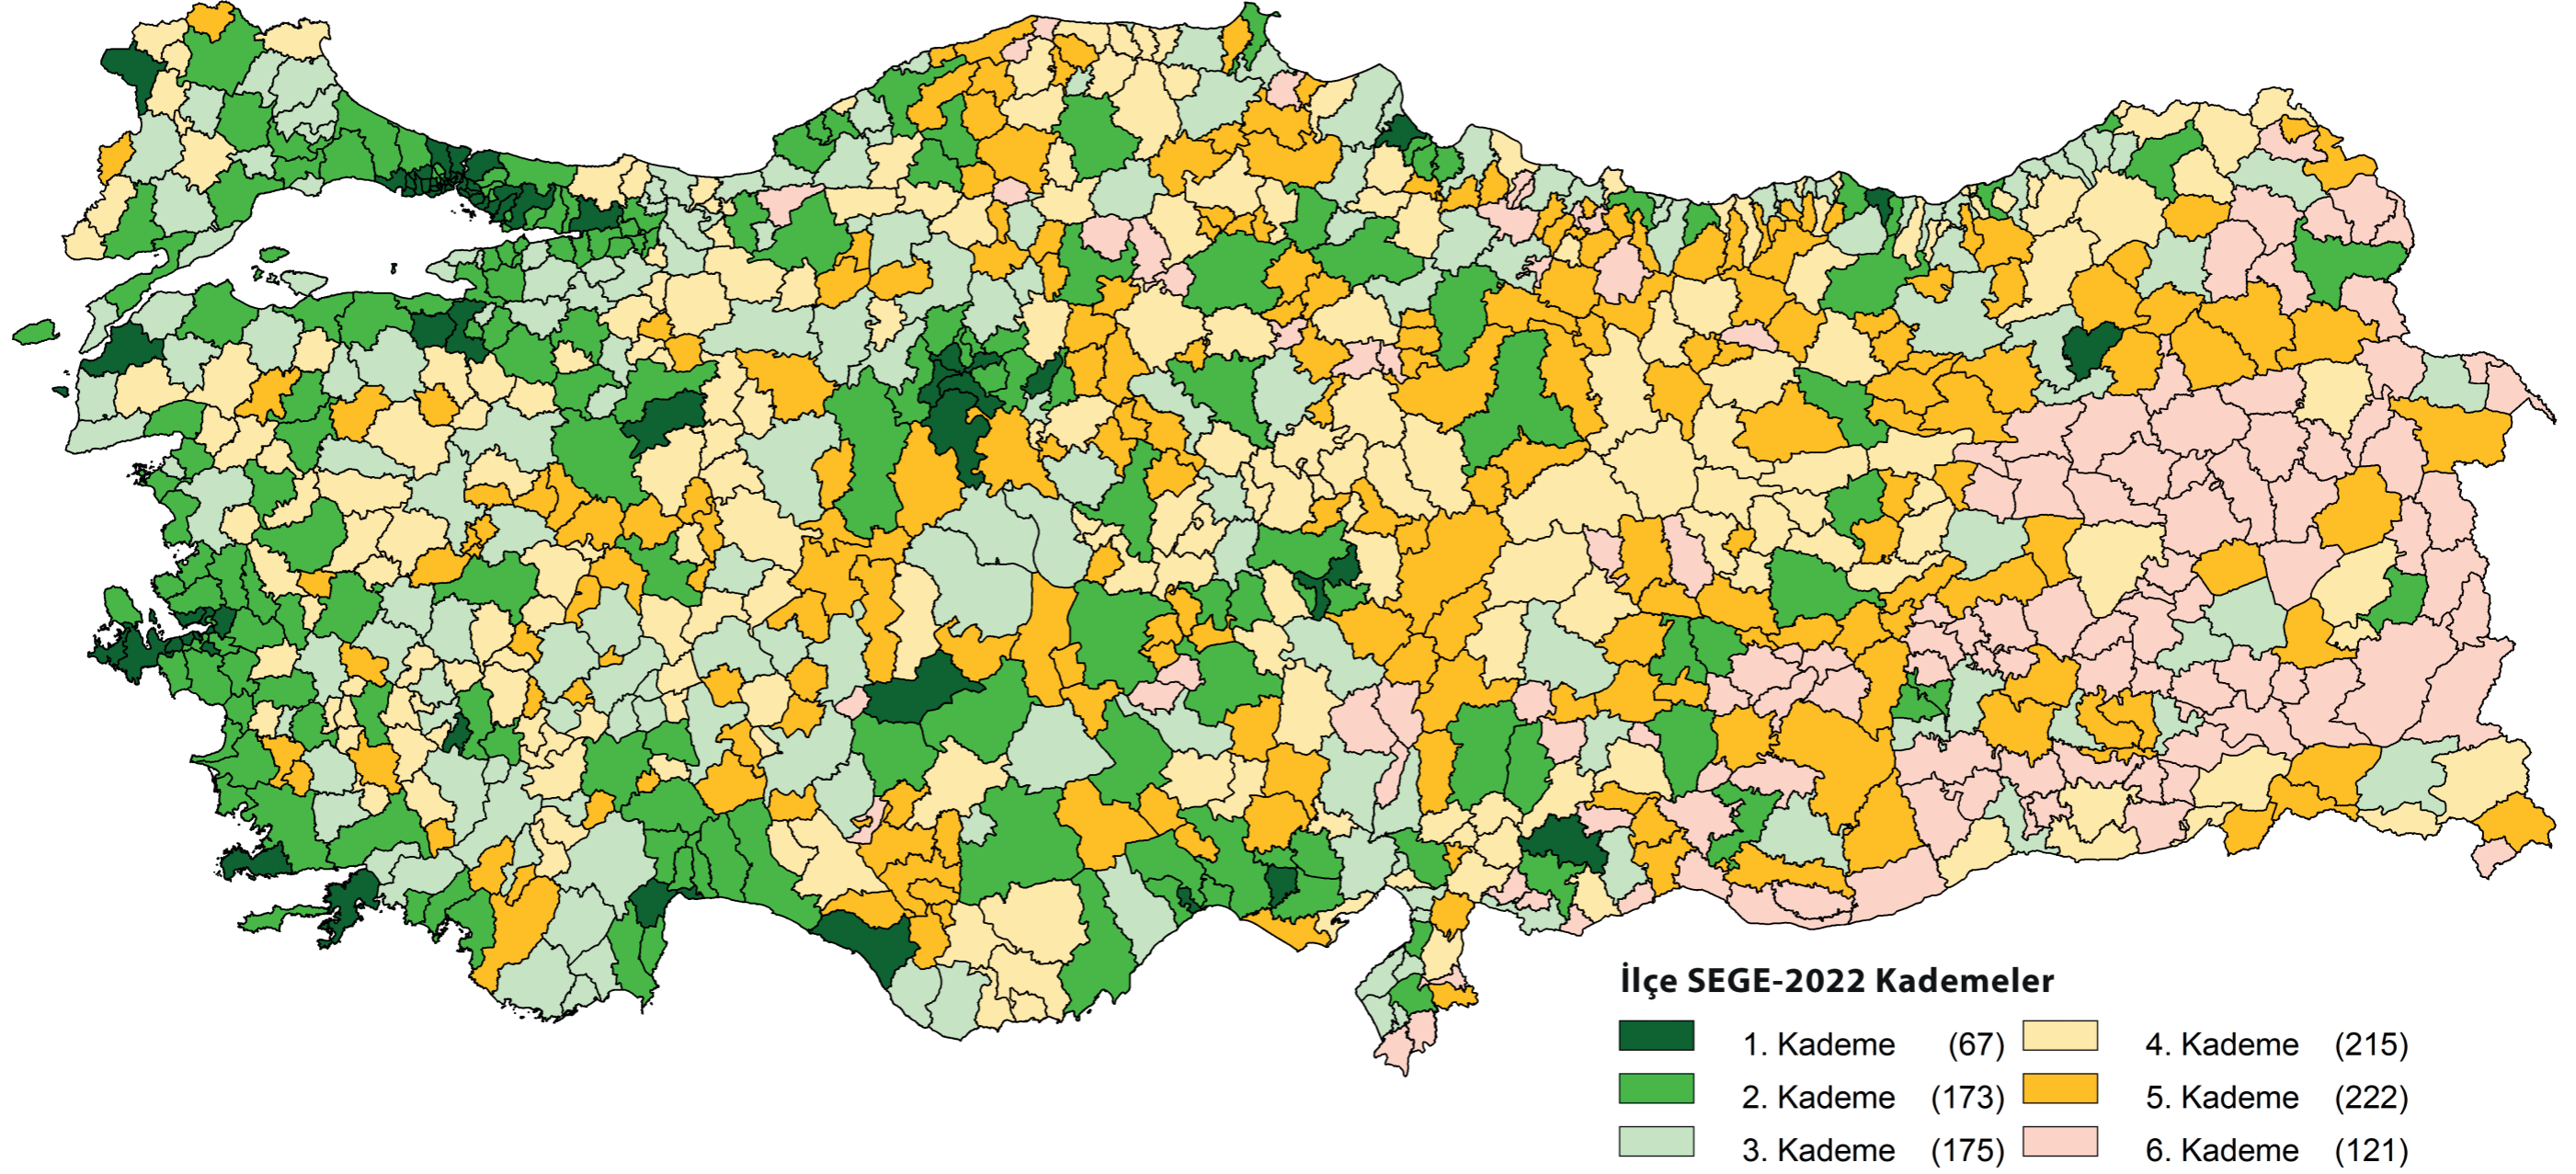 İlçe SEGE-2022 Kademeler
1. Kademe (67) 4. Kademe (215)
2. Kademe (173) 5. Kademe (222)
3. Kademe (175) 6. Kademe (121)